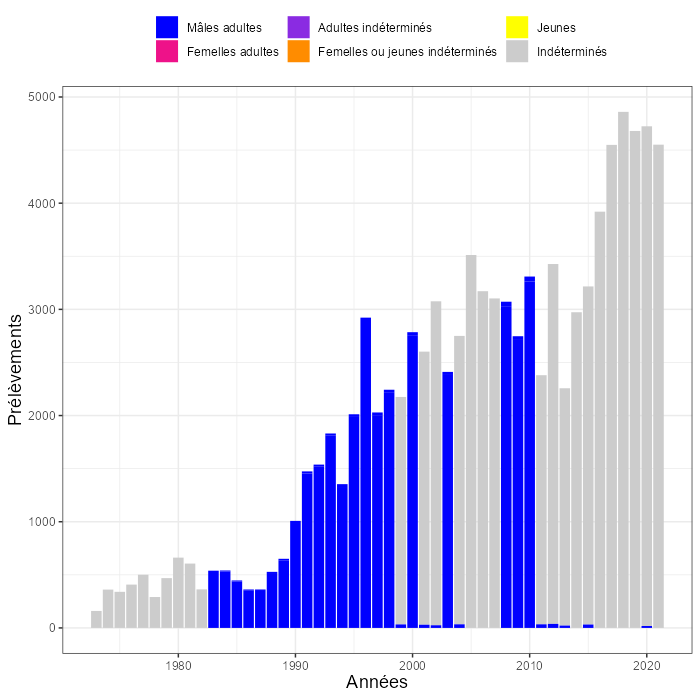 Mâles adultes
Adultes indéterminés
Jeunes
Femelles adultes
Femelles ou jeunes indéterminés
Indéterminés
5000
4000
3000
2000
1000
0
Prélèvements
1980
1990
2000
2010
2020
Années